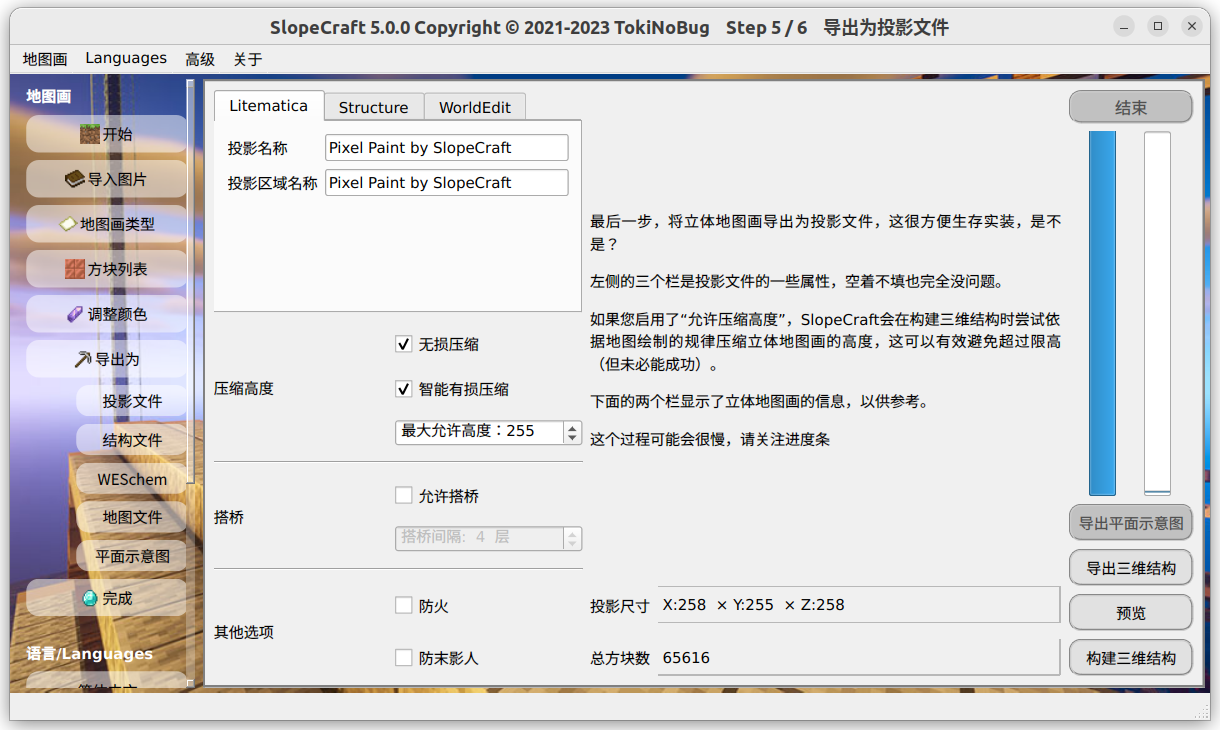 SlopeCraft 5.0.0 Copyright © 2021-2023 TokiNoBug Step 5 / 6 导出为投影文件
地图画 Languages 高级 关于
地图画
开始
导入图片
地图画类型
方块列表
调整颜色
导出为
投影文件
结构文件
WESchem
地图文件
平面示意图
完成
语言/Languages
简体中文
Litematica Structure WorldEdit
投影名称 Pixel Paint by SlopeCraft
投影区域名称 Pixel Paint by SlopeCraft
压缩高度
无损压缩
智能有损压缩
最大允许高度：255
搭桥
允许搭桥
搭桥间隔: 4 层
其他选项
防火
防末影人
最后一步，将立体地图画导出为投影文件，这很方便生存实装，是不
是？
左侧的三个栏是投影文件的一些属性，空着不填也完全没问题。
如果您启用了“允许压缩高度”，SlopeCraft会在构建三维结构时尝试依
据地图绘制的规律压缩立体地图画的高度，这可以有效避免超过限高
（但未必能成功）。
下面的两个栏显示了立体地图画的信息，以供参考。
这个过程可能会很慢，请关注进度条
投影尺寸 X:258 × Y:255 × Z:258
总方块数 65616
结束
导出平面示意图
导出三维结构
预览
构建三维结构